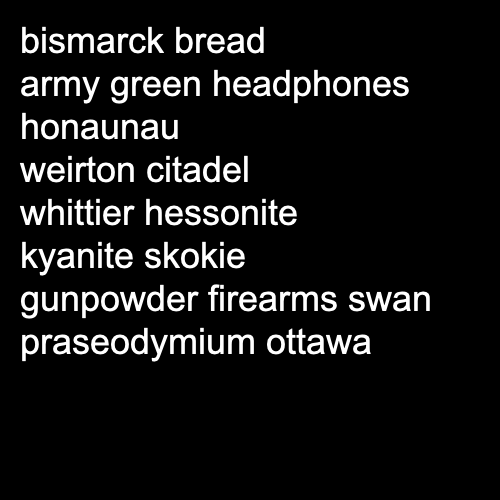 bismarck bread
army green headphones
honaunau
weirton citadel
whittier hessonite
kyanite skokie
gunpowder firearms swan
praseodymium ottawa